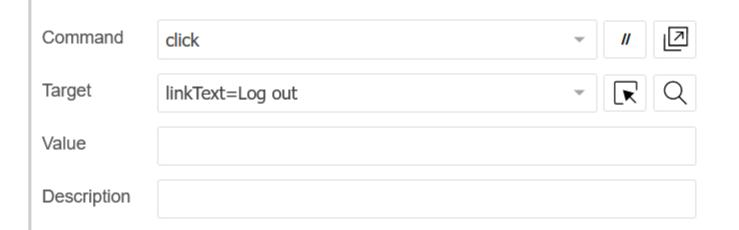 Command click //
Target linkText=Log out
Value
Description